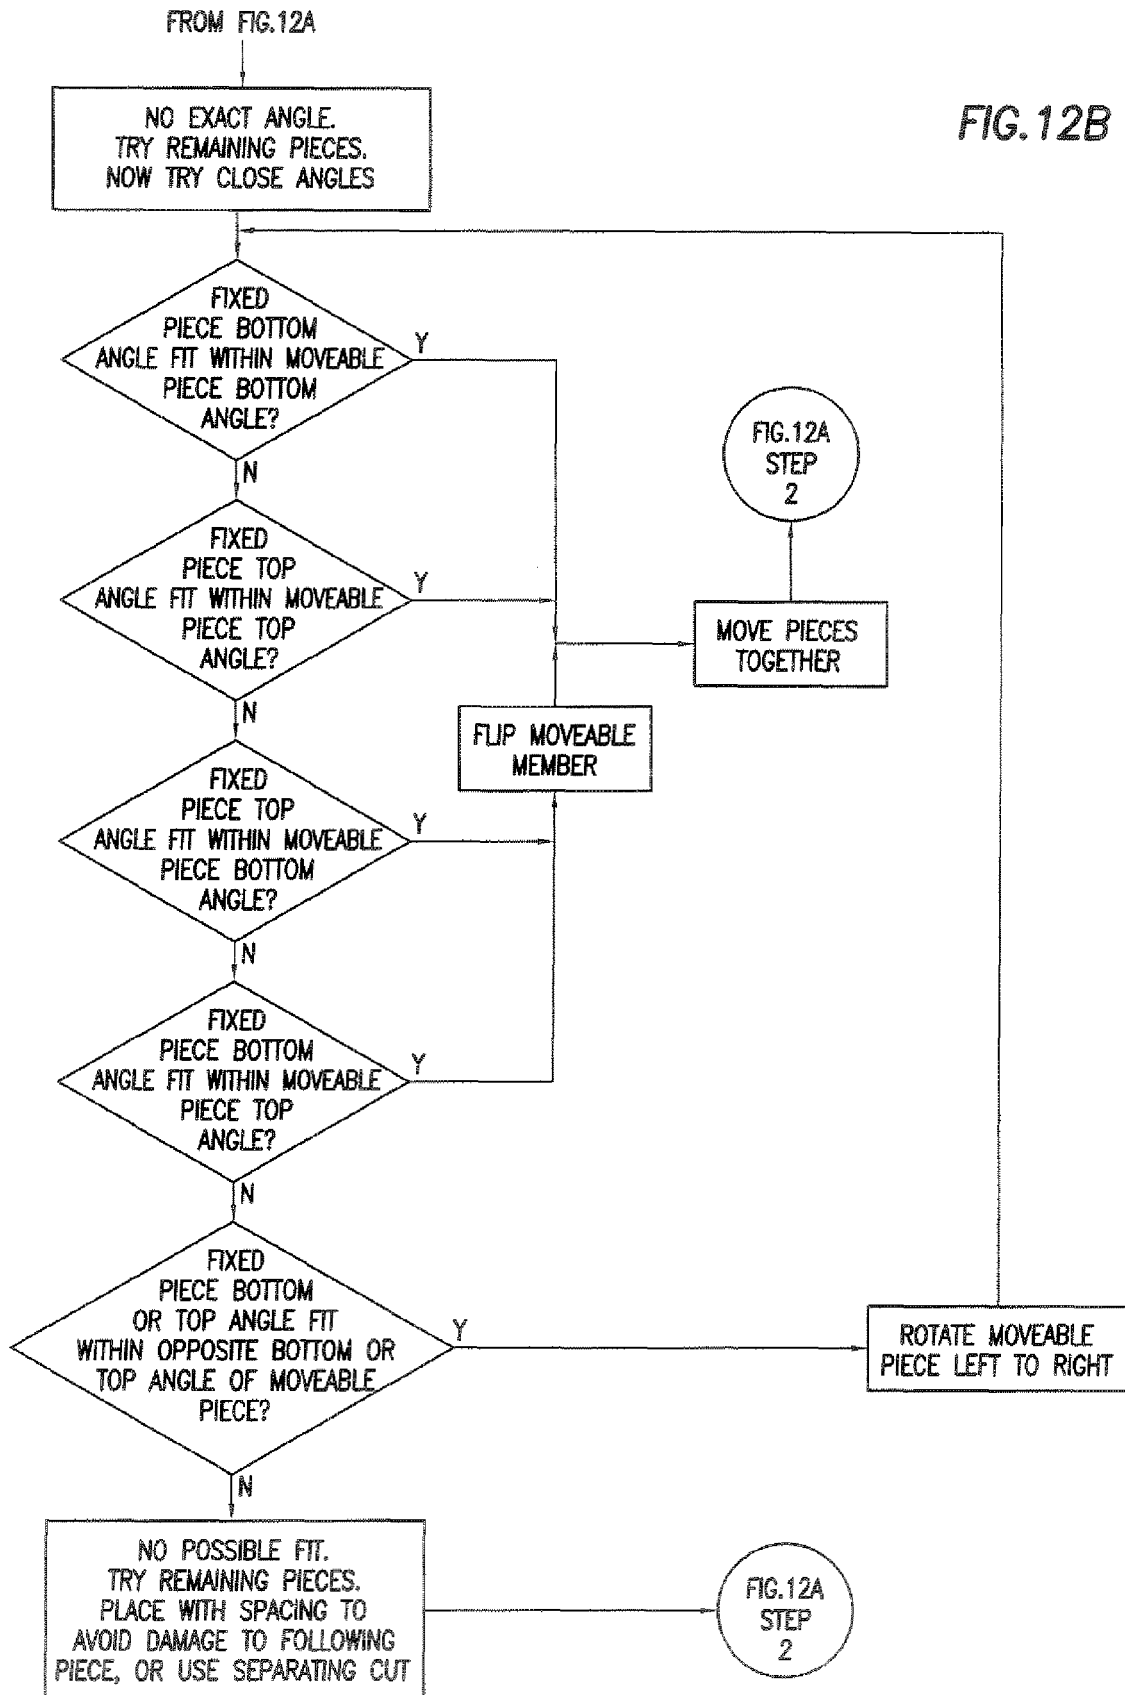 FROM FIG.12A
FIG.12B
NO EXACT ANGLE.
TRY REMAINING PIECES.
NOW TRY CLOSE ANGLES
FIXED
PIECE BOTTOM
ANGLE FIT WITHIN MOVEABLE
PIECE BOTTOM
ANGLE?
Y
N
FIG.12A
STEP
2
FIXED
PIECE TOP
ANGLE FIT WITHIN MOVEABLE
PIECE TOP
ANGLE?
Y
N
MOVE PIECES
TOGETHER
FLIP MOVEABLE
MEMBER
FIXED
PIECE TOP
ANGLE FIT WITHIN MOVEABLE
PIECE BOTTOM
ANGLE?
Y
N
FIXED
PIECE BOTTOM
ANGLE FIT WITHIN MOVEABLE
PIECE TOP
ANGLE?
Y
N
FIXED
PIECE BOTTOM
OR TOP ANGLE FIT
WITHIN OPPOSITE BOTTOM OR
TOP ANGLE OF MOVEABLE
PIECE?
Y
N
ROTATE MOVEABLE
PIECE LEFT TO RIGHT
NO POSSIBLE FIT.
TRY REMAINING PIECES.
PLACE WITH SPACING TO
AVOID DAMAGE TO FOLLOWING
PIECE, OR USE SEPARATING CUT
FIG.12A
STEP
2